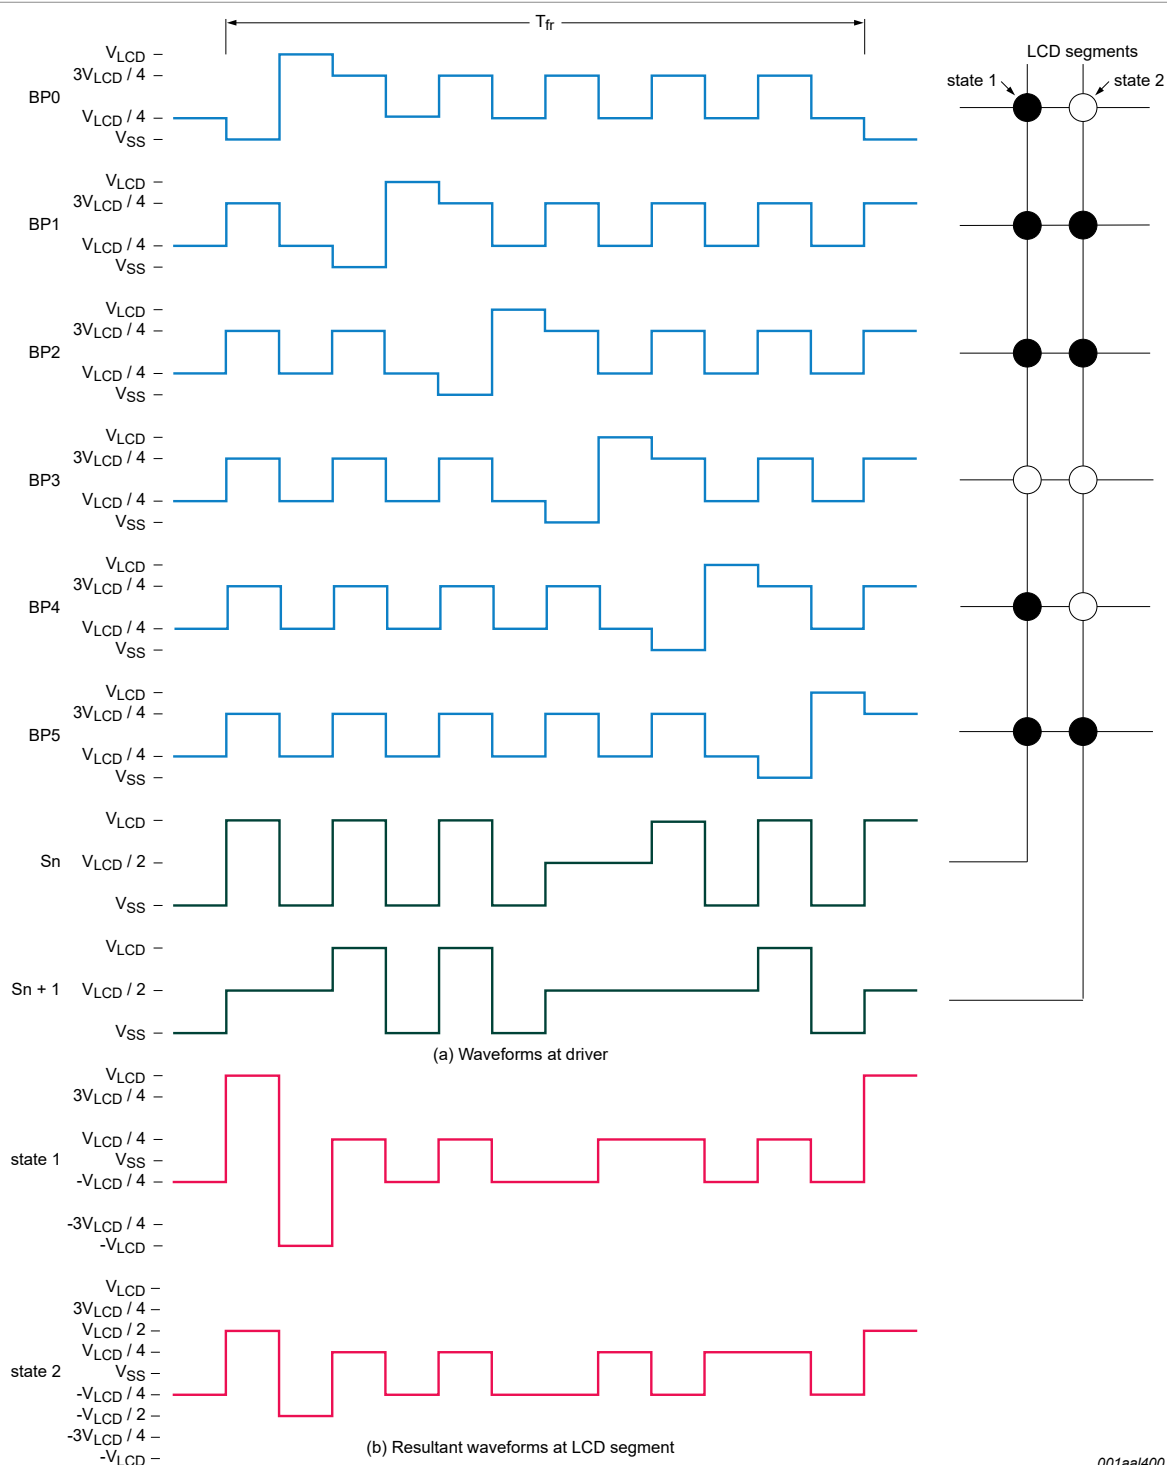 Tfr
LCD segments
state 1
state 2
BP0
VLCD
3VLCD / 4
VLCD / 4
VSS
BP1
VLCD
3VLCD / 4
VLCD / 4
VSS
BP2
VLCD
3VLCD / 4
VLCD / 4
VSS
BP3
VLCD
3VLCD / 4
VLCD / 4
VSS
BP4
VLCD
3VLCD / 4
VLCD / 4
VSS
BP5
VLCD
3VLCD / 4
VLCD / 4
VSS
Sn
VLCD
VLCD / 2
VSS
Sn + 1
VLCD
VLCD / 2
VSS
(a) Waveforms at driver
state 1
VLCD
3VLCD / 4
VLCD / 4
VSS
-VLCD / 4
-3VLCD / 4
-VLCD
state 2
VLCD
3VLCD / 4
VLCD / 2
VLCD / 4
VSS
-VLCD / 4
-VLCD / 2
-3VLCD / 4
-VLCD
(b) Resultant waveforms at LCD segment
001aal400